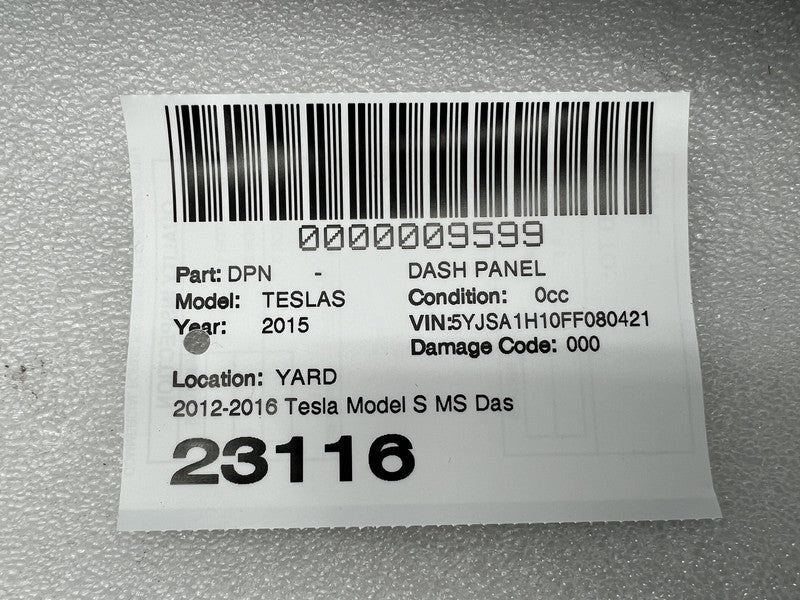 0000009599
Part: DPN - DASH PANEL
Model: TESLAS Condition: 0cc
Year: 2015 VIN:5YJSA1H10FF080421
Damage Code: 000
Location: YARD
2012-2016 Tesla Model S MS Das
23116